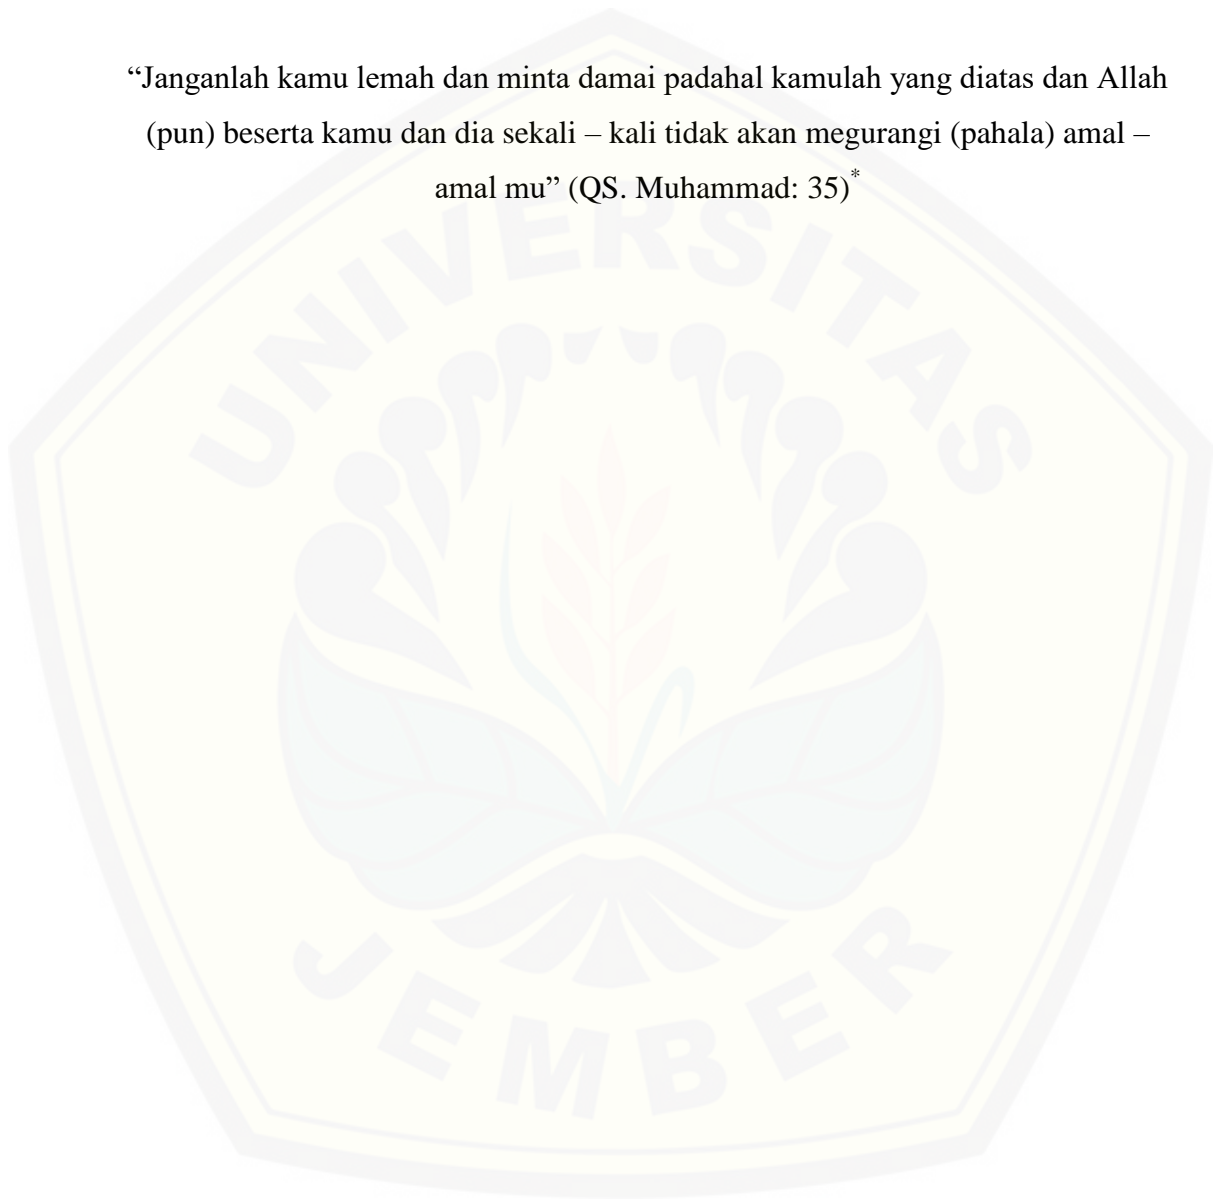 “Janganlah kamu lemah dan minta damai padahal kamulah yang diatas dan Allah
(pun) beserta kamu dan dia sekali – kali tidak akan megurangi (pahala) amal –
amal mu” (QS. Muhammad: 35)*
UNIVERSITAS
JEMBER